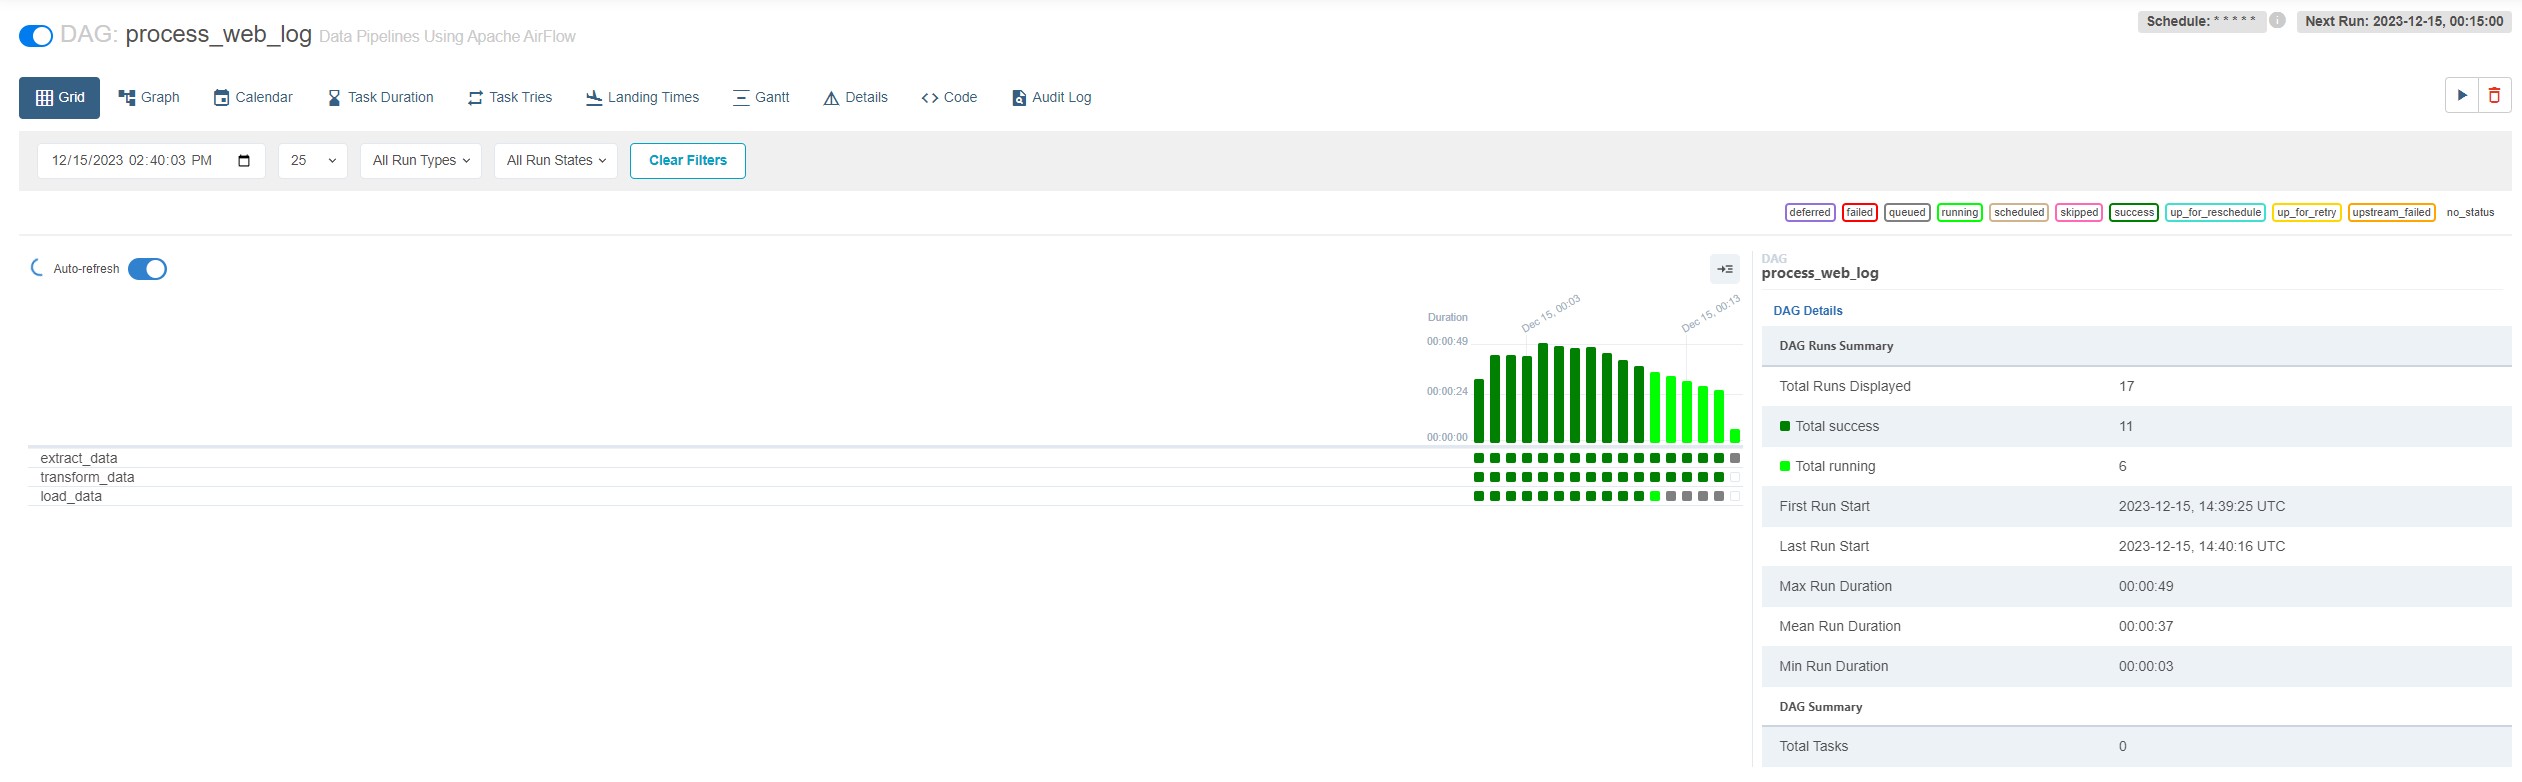 DAG: process_web_log Data Pipelines Using Apache AirFlow
Schedule: * * * * *
Next Run: 2023-12-15, 00:15:00
Grid
Graph
Calendar
Task Duration
Task Tries
Landing Times
Gantt
Details
Code
Audit Log
12/15/2023 02:40:03 PM
25
All Run Types
All Run States
Clear Filters
deferred
failed
queued
running
scheduled
skipped
success
up_for_reschedule
up_for_retry
upstream_failed
no_status
Auto-refresh
Duration
Dec 15, 00:03
Dec 15, 00:13
00:00:49
00:00:24
00:00:00
extract_data
transform_data
load_data
DAG
process_web_log
DAG Details
DAG Runs Summary
Total Runs Displayed 17
Total success 11
Total running 6
First Run Start 2023-12-15, 14:39:25 UTC
Last Run Start 2023-12-15, 14:40:16 UTC
Max Run Duration 00:00:49
Mean Run Duration 00:00:37
Min Run Duration 00:00:03
DAG Summary
Total Tasks 0